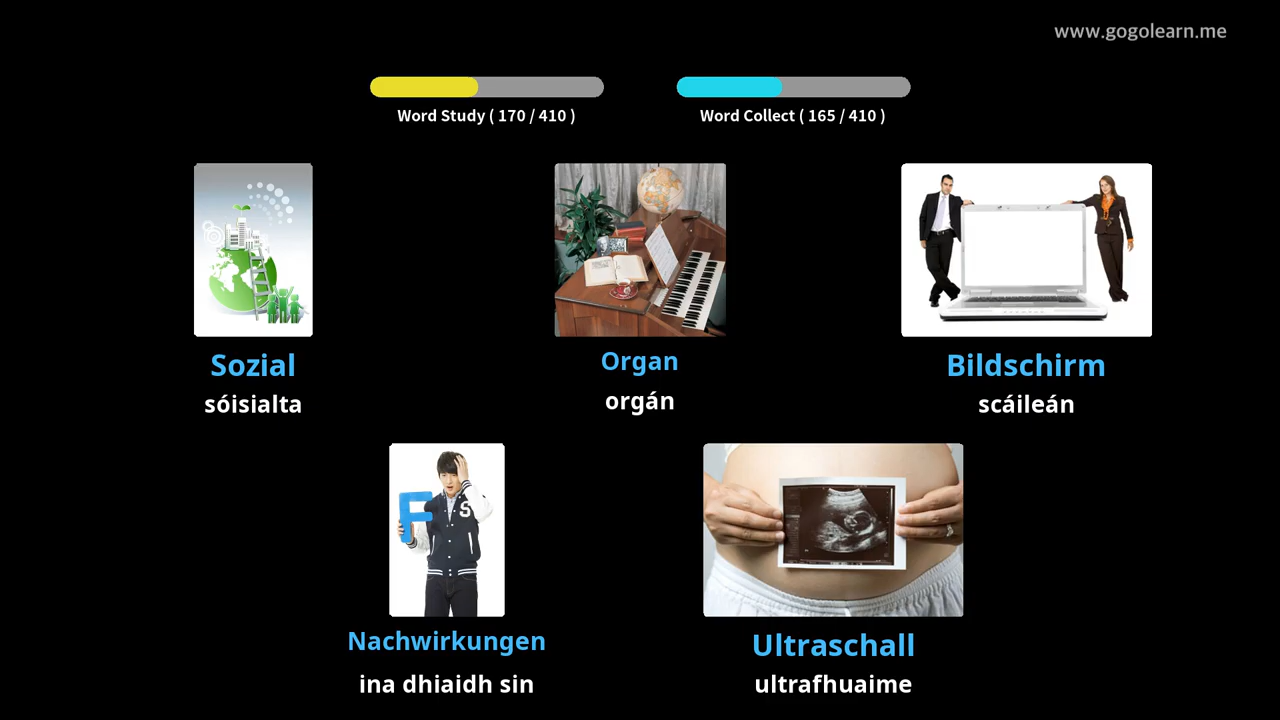 www.gogolearn.me
Word Study ( 170 / 410 )
Word Collect ( 165 / 410 )
Sozial
sóisialta
Organ
orgán
Bildschirm
scáileán
F
S
Nachwirkungen
ina dhiaidh sin
Ultraschall
ultrafhuaime